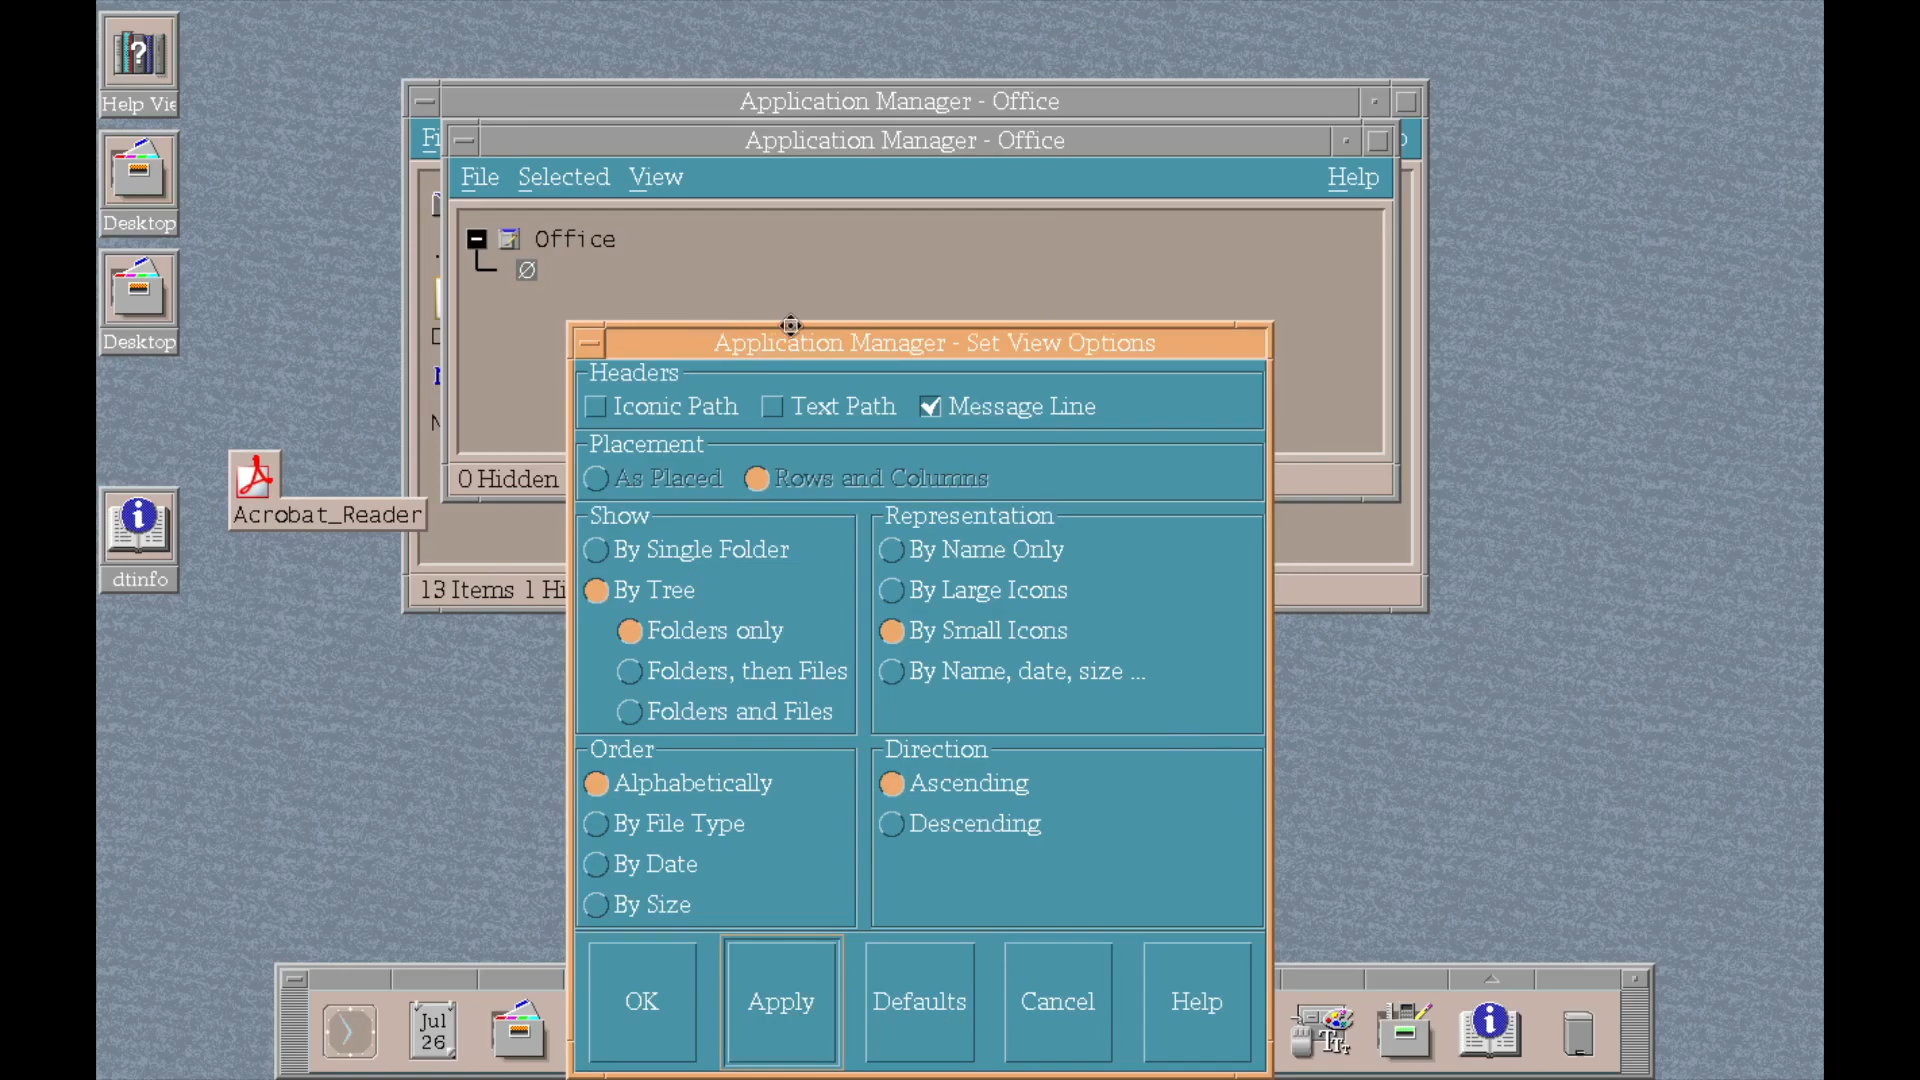 Help Vie
Desktop
Desktop
dtinfo
Acrobat_Reader
Application Manager - Office
Fi
13 Items 1 Hi
Application Manager - Office
File Selected View Help
Office
0 Hidden
Application Manager - Set View Options
Headers
Iconic Path Text Path Message Line
Placement
As Placed Rows and Columns
Show
By Single Folder
By Tree
Folders only
Folders, then Files
Folders and Files
Representation
By Name Only
By Large Icons
By Small Icons
By Name, date, size ...
Order
Alphabetically
By File Type
By Date
By Size
Direction
Ascending
Descending
OK Apply Defaults Cancel Help
Jul
26